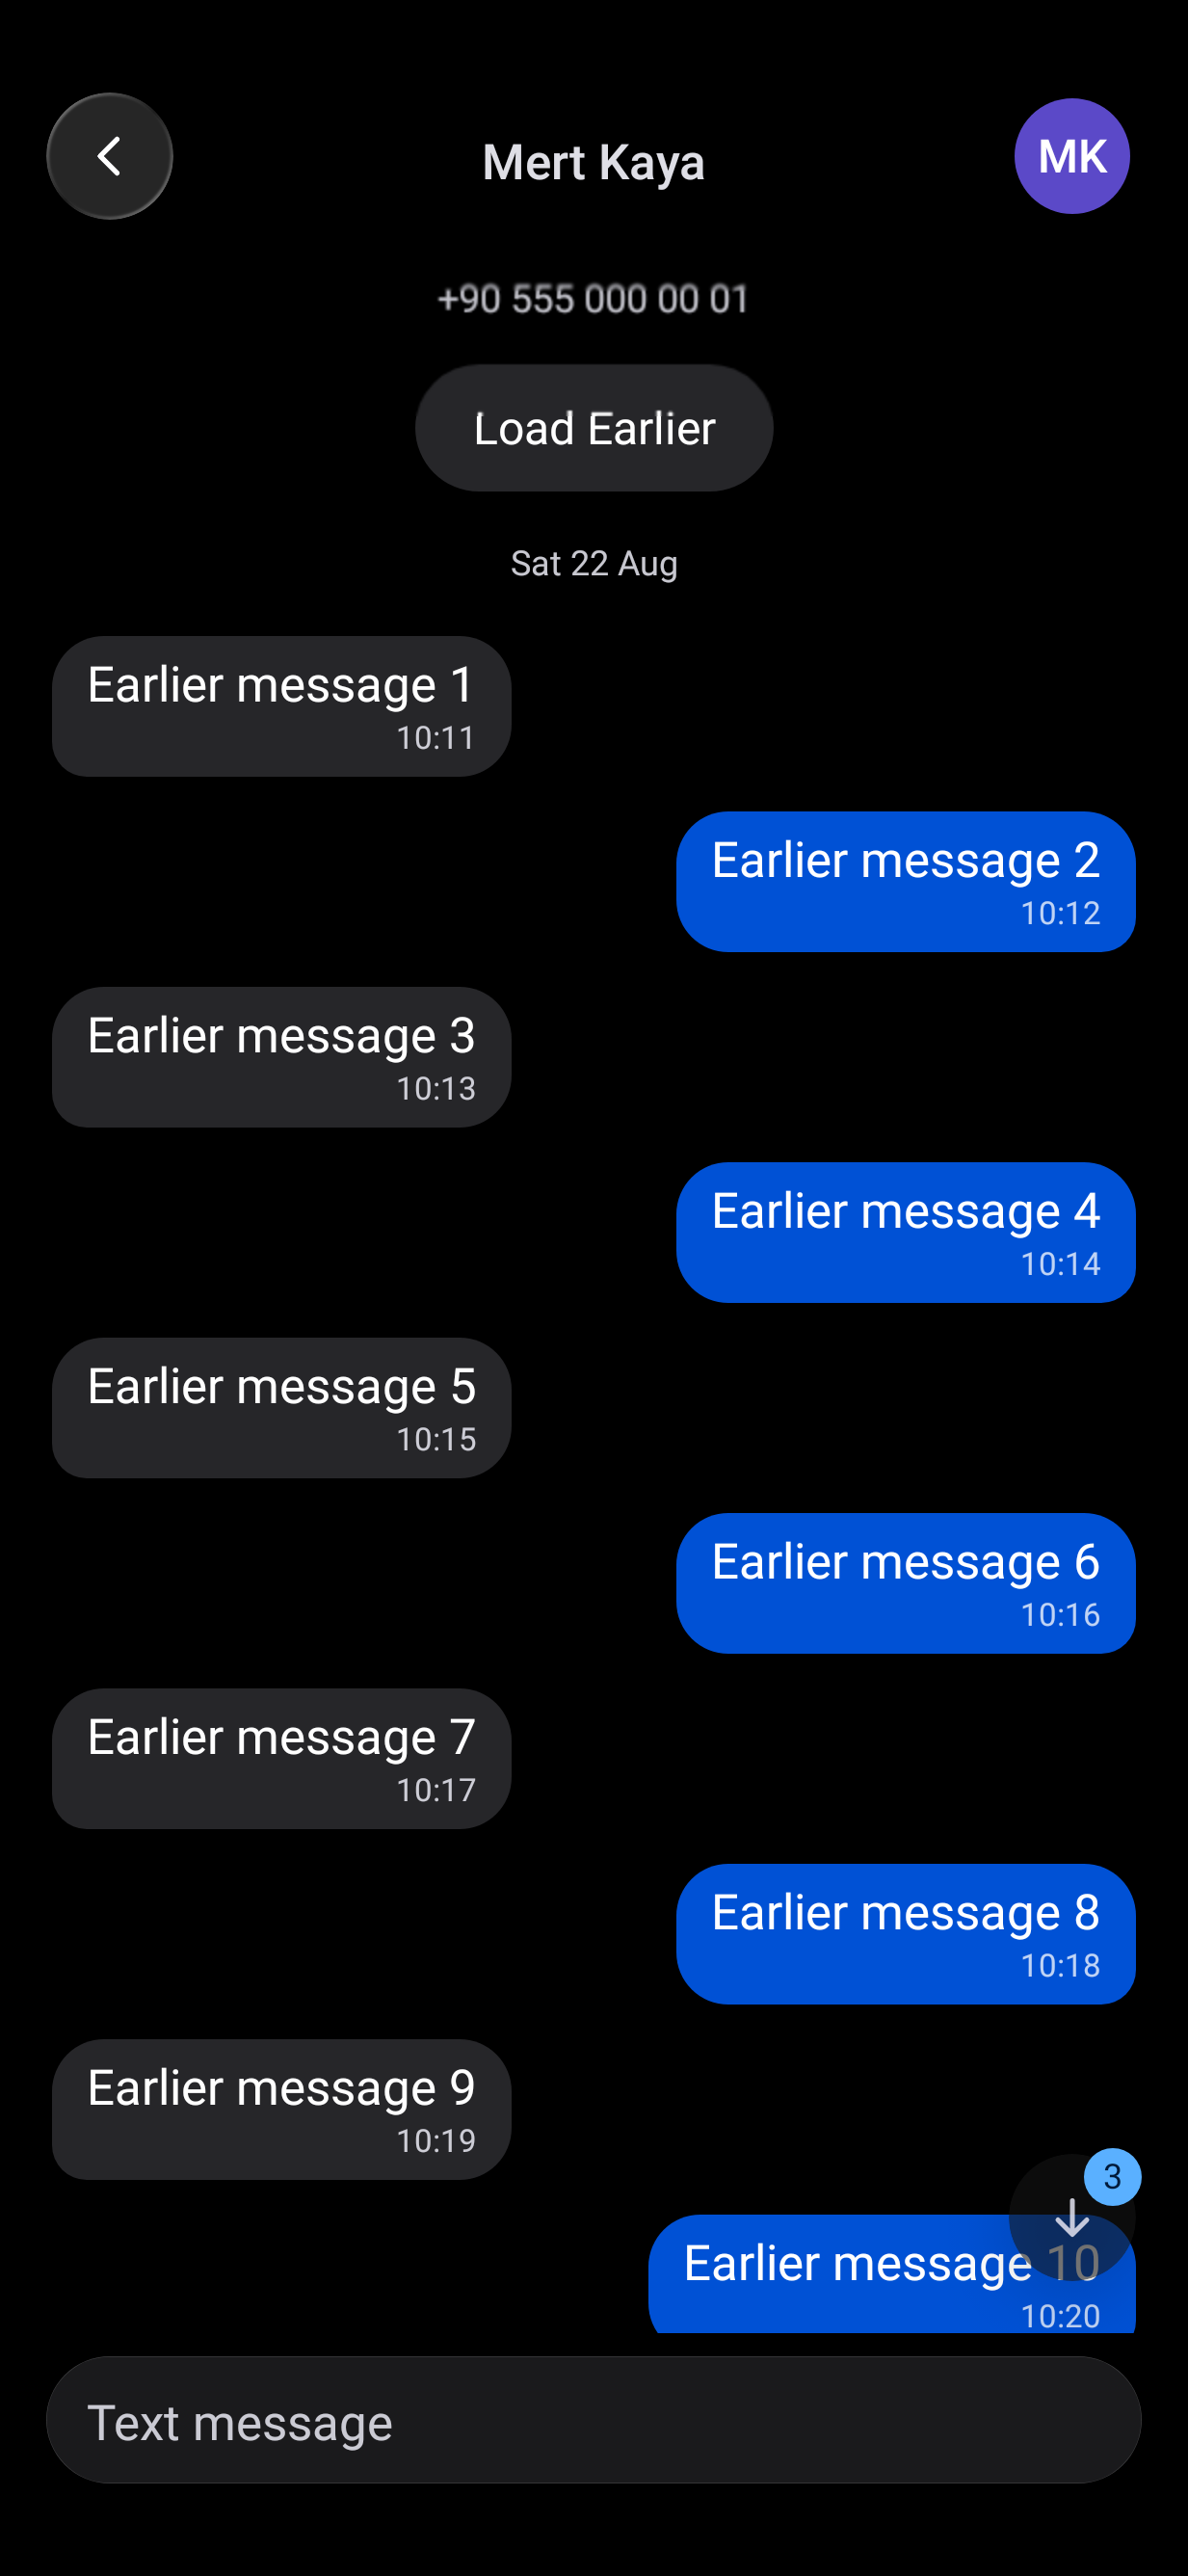 Mert Kaya
MK
+90 555 000 00 01
Load Earlier
Sat 22 Aug
Earlier message 1
10:11
Earlier message 2
10:12
Earlier message 3
10:13
Earlier message 4
10:14
Earlier message 5
10:15
Earlier message 6
10:16
Earlier message 7
10:17
Earlier message 8
10:18
Earlier message 9
10:19
3
Earlier message 10
10:20
Text message